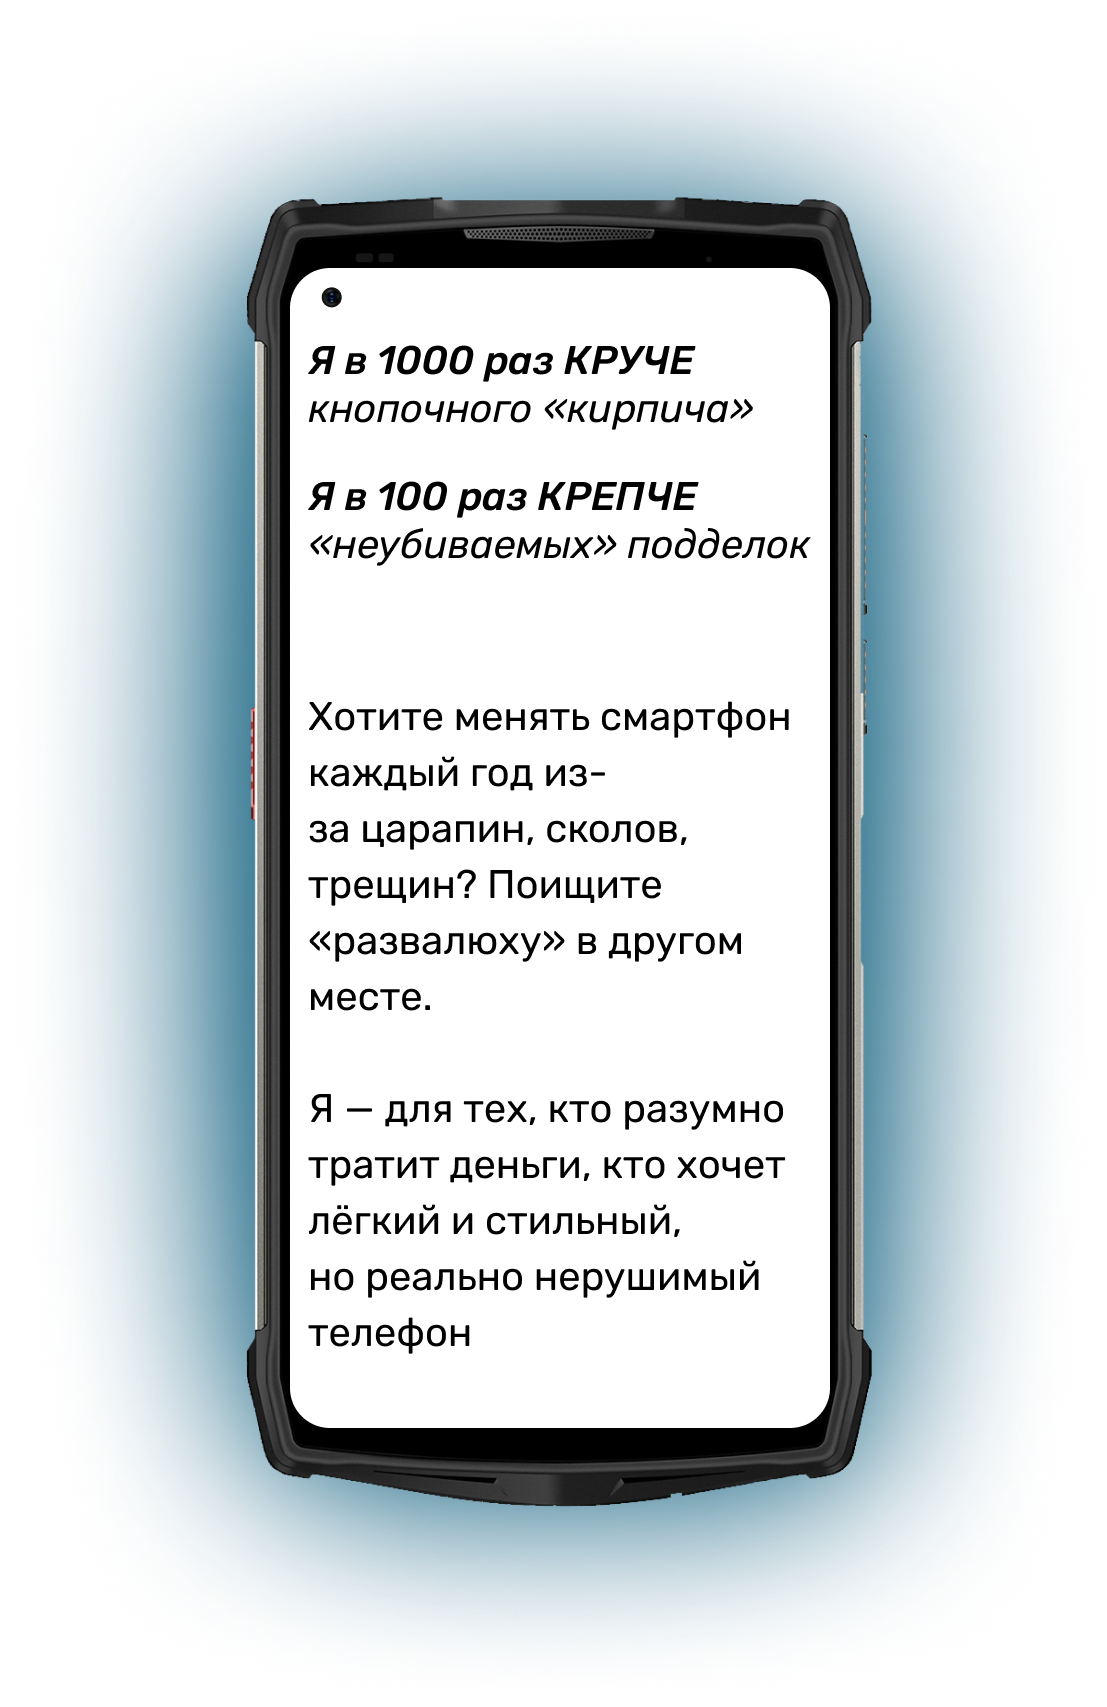 Я в 1000 раз КРУЧЕ
кнопочного «кирпича»
Я в 100 раз КРЕПЧЕ
«неубиваемых» подделок
Хотите менять смартфон
каждый год из-
за царапин, сколов,
трещин? Поищите
«развалюху» в другом
месте.
Я — для тех, кто разумно
тратит деньги, кто хочет
лёгкий и стильный,
но реально нерушимый
телефон